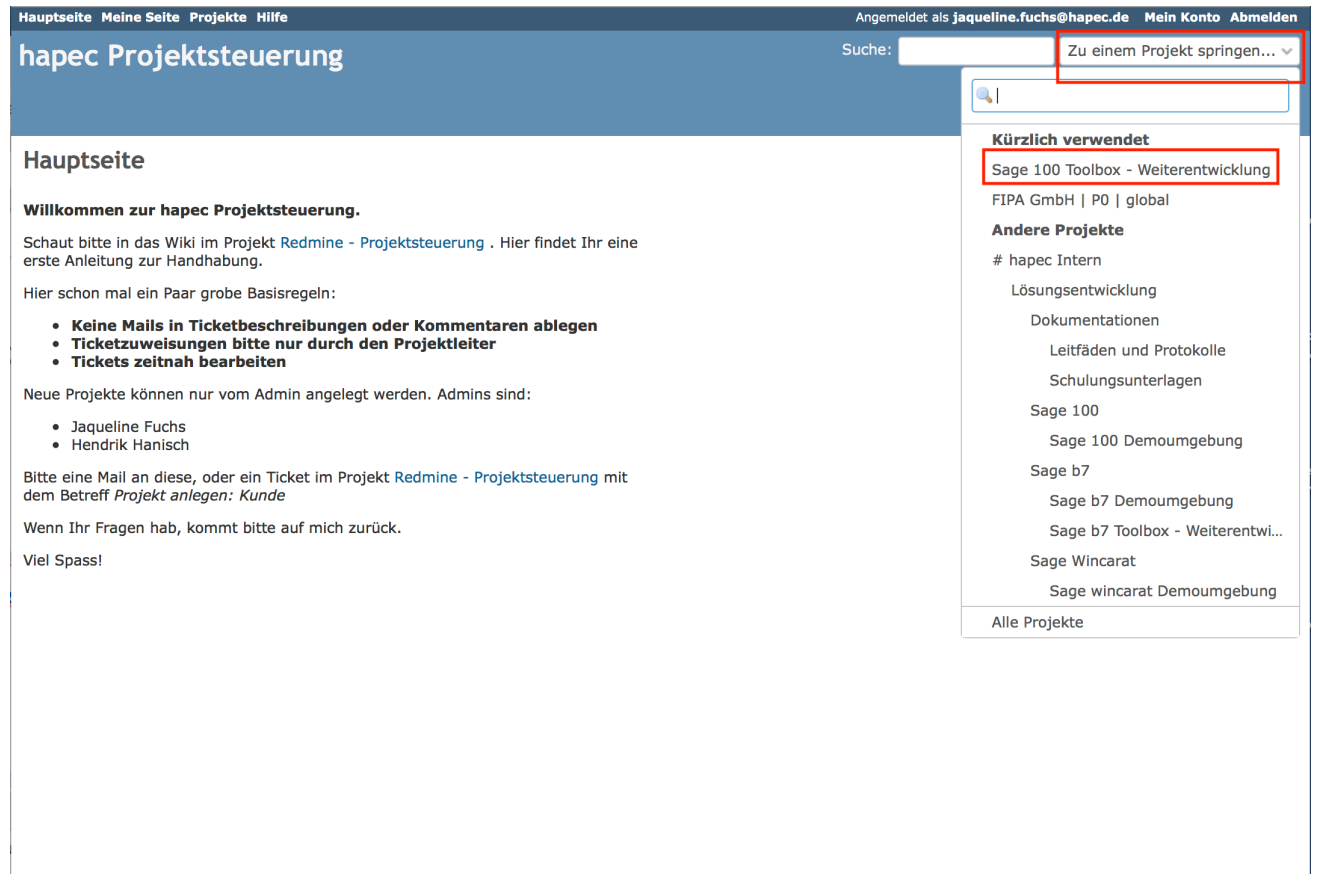 Hauptseite Meine Seite Projekte Hilfe
Angemeldet als jaqueline.fuchs@hapec.de Mein Konto Abmelden
hapec Projektsteuerung
Suche:
Zu einem Projekt springen...
Hauptseite
Willkommen zur hapec Projektsteuerung.
Schaut bitte in das Wiki im Projekt Redmine - Projektsteuerung . Hier findet Ihr eine
erste Anleitung zur Handhabung.
Hier schon mal ein Paar grobe Basisregeln:
• Keine Mails in Ticketbeschreibungen oder Kommentaren ablegen
• Ticketzuweisungen bitte nur durch den Projektleiter
• Tickets zeitnah bearbeiten
Neue Projekte können nur vom Admin angelegt werden. Admins sind:
• Jaqueline Fuchs
• Hendrik Hanisch
Bitte eine Mail an diese, oder ein Ticket im Projekt Redmine - Projektsteuerung mit
dem Betreff Projekt anlegen: Kunde
Wenn Ihr Fragen hab, kommt bitte auf mich zurück.
Viel Spass!
Kürzlich verwendet
Sage 100 Toolbox - Weiterentwicklung
FIPA GmbH | P0 | global
Andere Projekte
# hapec Intern
Lösungsentwicklung
Dokumentationen
Leitfäden und Protokolle
Schulungsunterlagen
Sage 100
Sage 100 Demoumgebung
Sage b7
Sage b7 Demoumgebung
Sage b7 Toolbox - Weiterentwi...
Sage Wincarat
Sage wincarat Demoumgebung
Alle Projekte